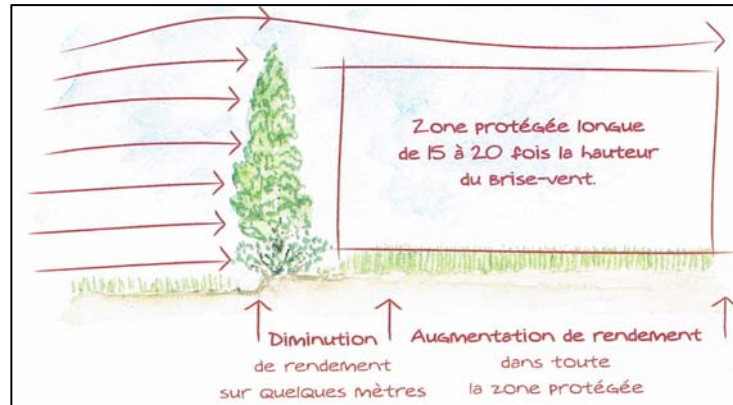 Zone protégée longue
de 15 à 20 fois la hauteur
du Brise-vent.
Diminution
de rendement
sur quelques mètres
Augmentation de rendement
dans toute
la zone protégée